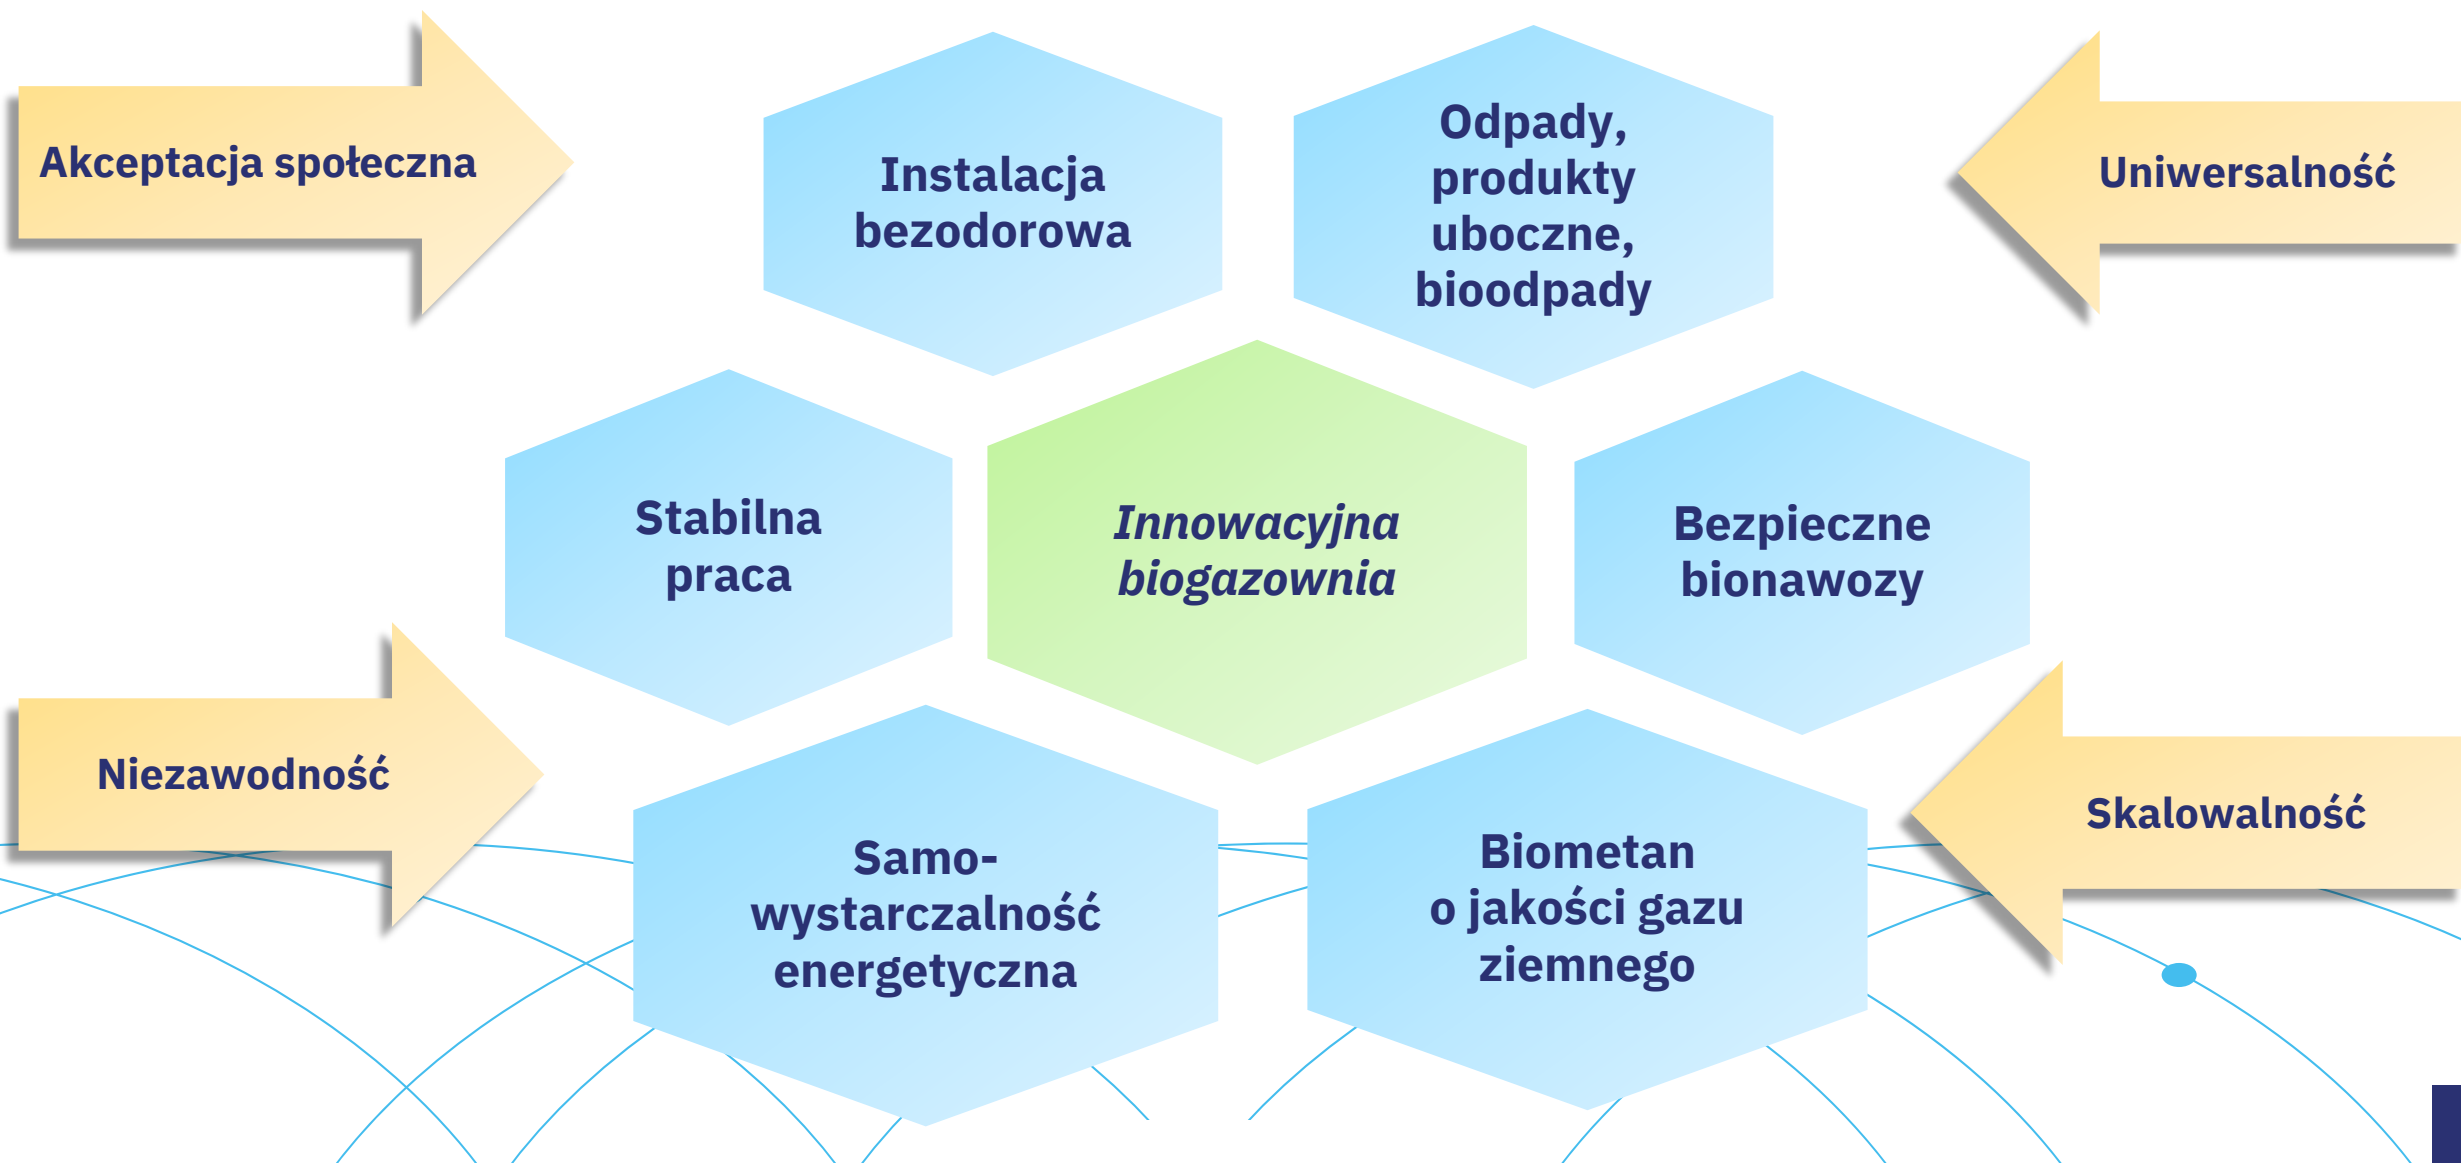 Akceptacja społeczna
Instalacja
bezodorowa
Odpady,
produkty
uboczne,
bioodpady
Uniwersalność
Stabilna
praca
Innowacyjna
biogazownia
Bezpieczne
bionawozy
Niezawodność
Samo-
wystarczalność
energetyczna
Biometan
o jakości gazu
ziemnego
Skalowalność